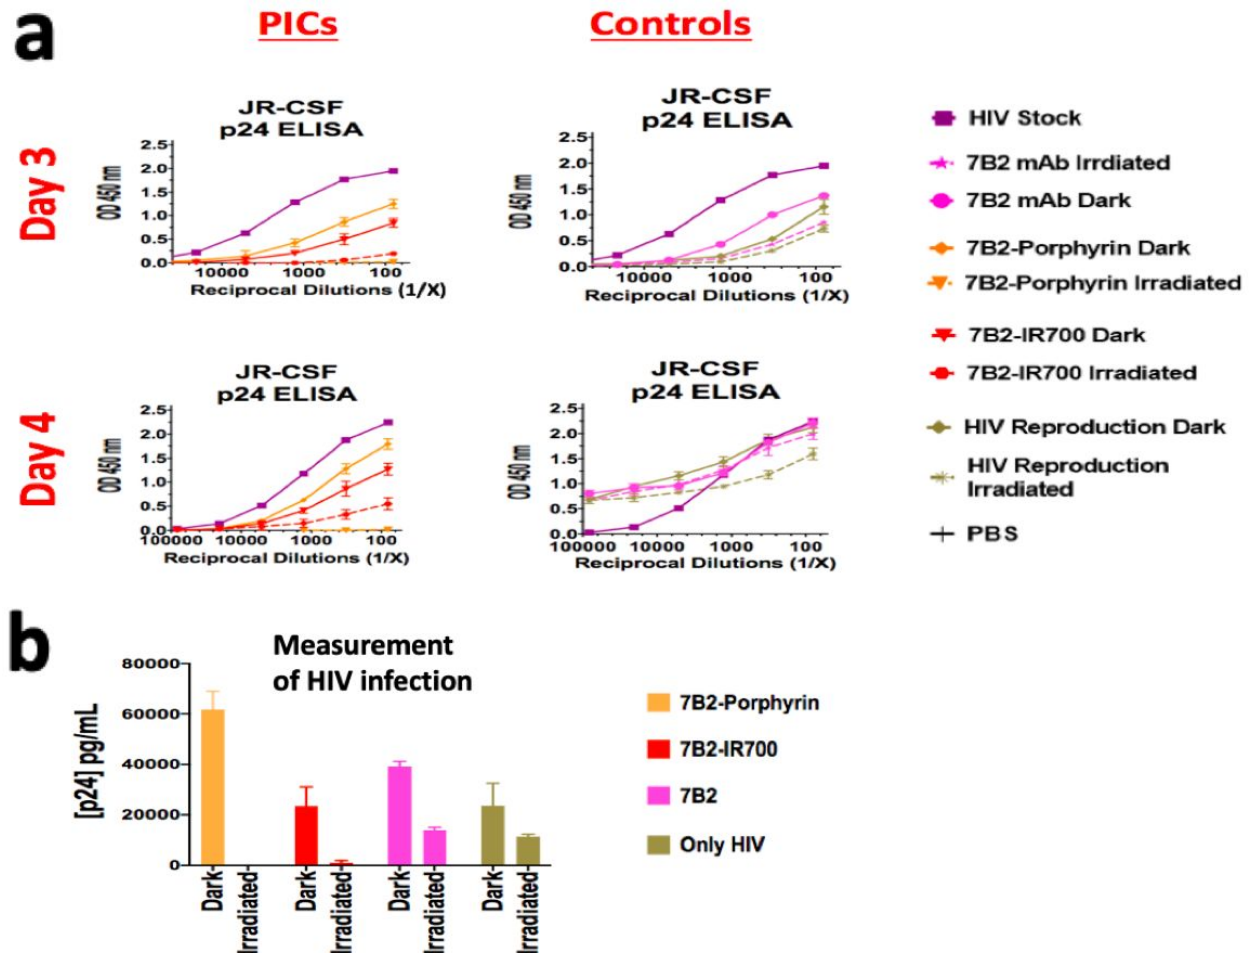 a
PICs
Controls
Day 3
JR-CSF
p24 ELISA
OD 450 nm
2.5
2.0
1.5
1.0
0.5
0.0
10000
1000
100
Reciprocal Dilutions (1/X)
JR-CSF
p24 ELISA
OD 450 nm
2.5
2.0
1.5
1.0
0.5
0.0
10000
1000
100
Reciprocal Dilutions (1/X)
HIV Stock
7B2 mAb Irrdiated
7B2 mAb Dark
7B2-Porphyrin Dark
7B2-Porphyrin Irradiated
7B2-IR700 Dark
7B2-IR700 Irradiated
HIV Reproduction Dark
HIV Reproduction
Irradiated
PBS
Day 4
JR-CSF
p24 ELISA
OD 450 nm
2.5
2.0
1.5
1.0
0.5
0.0
100000
10000
1000
100
Reciprocal Dilutions (1/X)
JR-CSF
p24 ELISA
OD 450 nm
2.5
2.0
1.5
1.0
0.5
0.0
100000
10000
1000
100
Reciprocal Dilutions (1/X)
b
Measurement
of HIV infection
[p24] pg/mL
80000
60000
40000
20000
0
Dark
Irradiated
Dark
Irradiated
Dark
Irradiated
Dark
Irradiated
7B2-Porphyrin
7B2-IR700
7B2
Only HIV